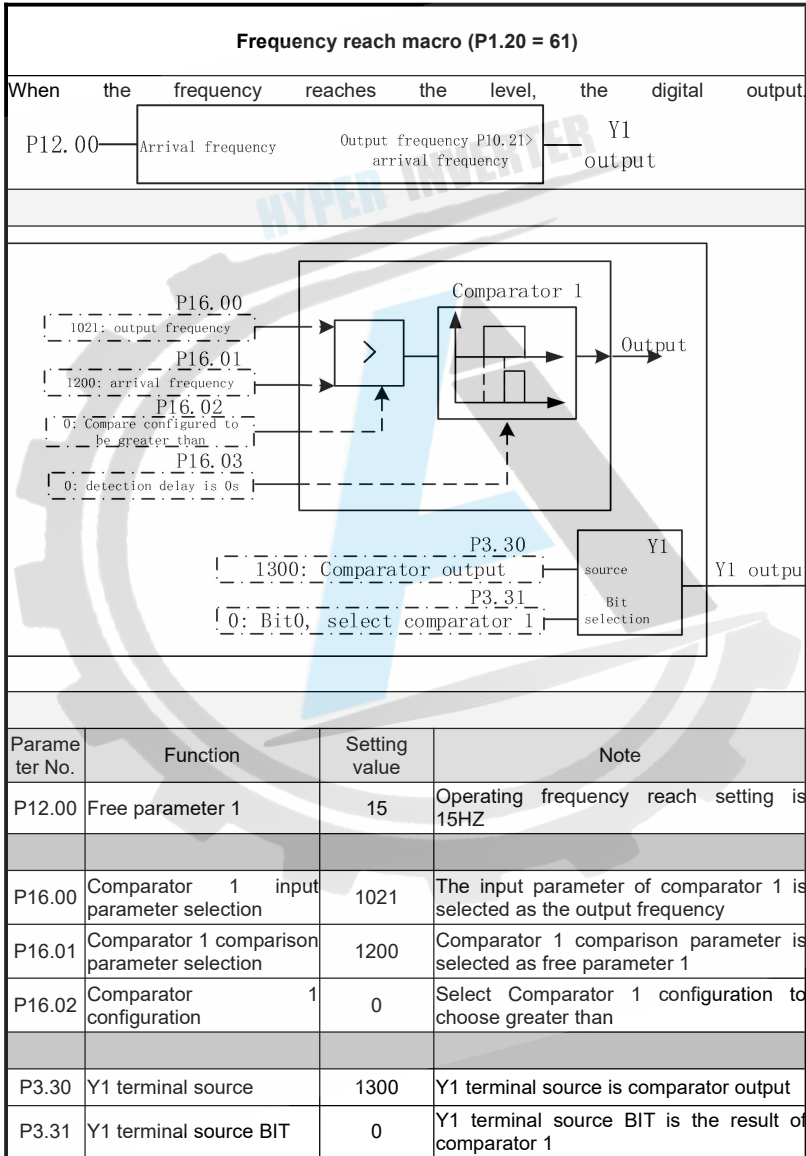 Frequency reach macro (P1.20 = 61)
When the frequency reaches the level, the digital output.
P12.00
Arrival frequency
Output frequency P10.21>
arrival frequency
Y1
output
HYPER INVERTER
Comparator 1
P16.00
1021: output frequency
>
Output
P16.01
1200: arrival frequency
P16.02
0: Compare configured to
be greater than
P16.03
0: detection delay is 0s
P3.30
1300: Comparator output
Y1
source
Y1 outpu
P3.31
0: Bit0, select comparator 1
Bit
selection
Parame
ter No.
Function
Setting
value
Note
P12.00 Free parameter 1 15 Operating frequency reach setting is
15HZ
P16.00 Comparator 1 input
parameter selection
1021
The input parameter of comparator 1 is
selected as the output frequency
P16.01 Comparator 1 comparison
parameter selection
1200
Comparator 1 comparison parameter is
selected as free parameter 1
P16.02 Comparator 1
configuration
0
Select Comparator 1 configuration to
choose greater than
P3.30 Y1 terminal source 1300 Y1 terminal source is comparator output
P3.31 Y1 terminal source BIT 0 Y1 terminal source BIT is the result of
comparator 1